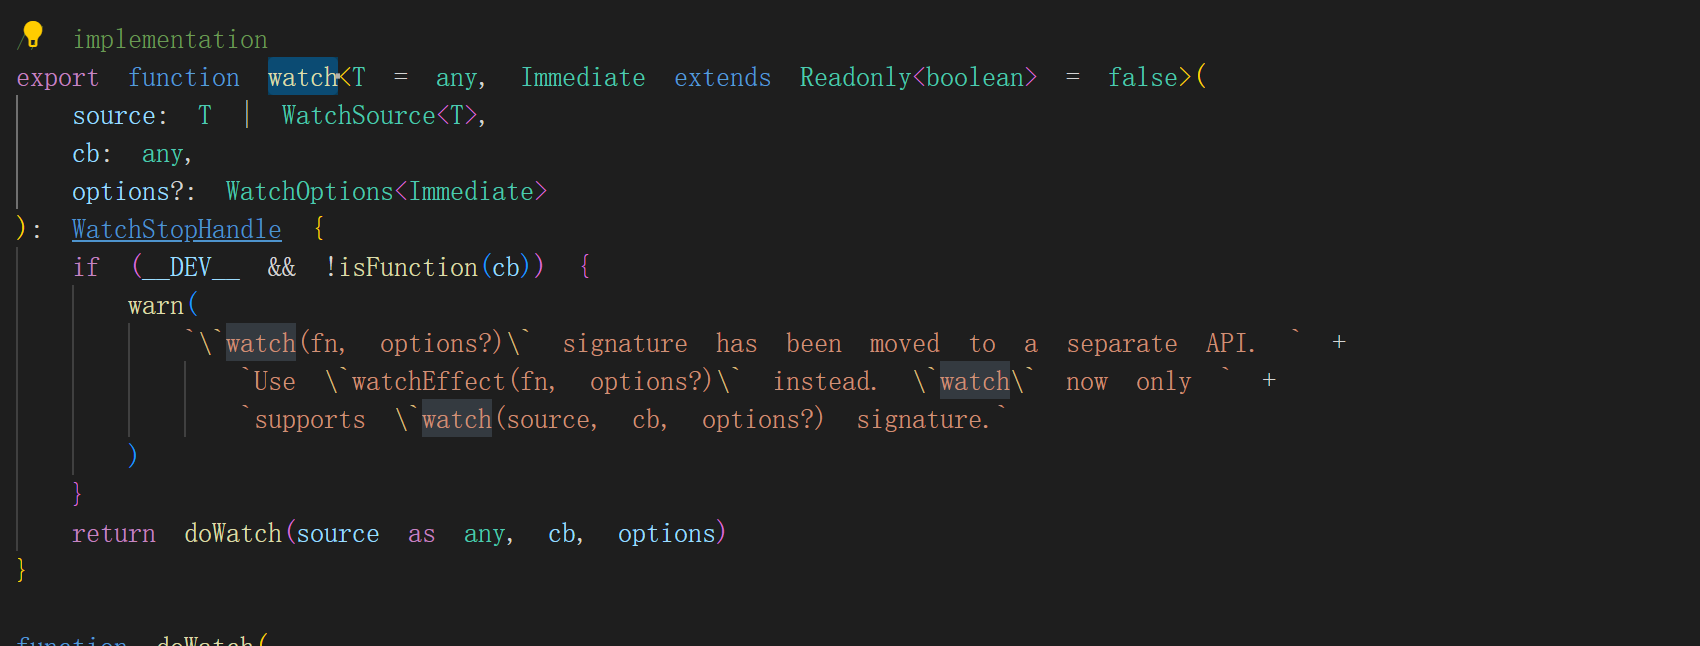 / implementation
export function watch<T = any, Immediate extends Readonly<boolean> = false>(
source: T | WatchSource<T>,
cb: any,
options?: WatchOptions<Immediate>
): WatchStopHandle {
if (__DEV__ && !isFunction(cb)) {
warn(
`\`watch(fn, options?)\` signature has been moved to a separate API. ` +
`Use \`watchEffect(fn, options?)\` instead. \`watch\` now only ` +
`supports \`watch(source, cb, options?) signature.`
)
}
return doWatch(source as any, cb, options)
}
function doWatch(